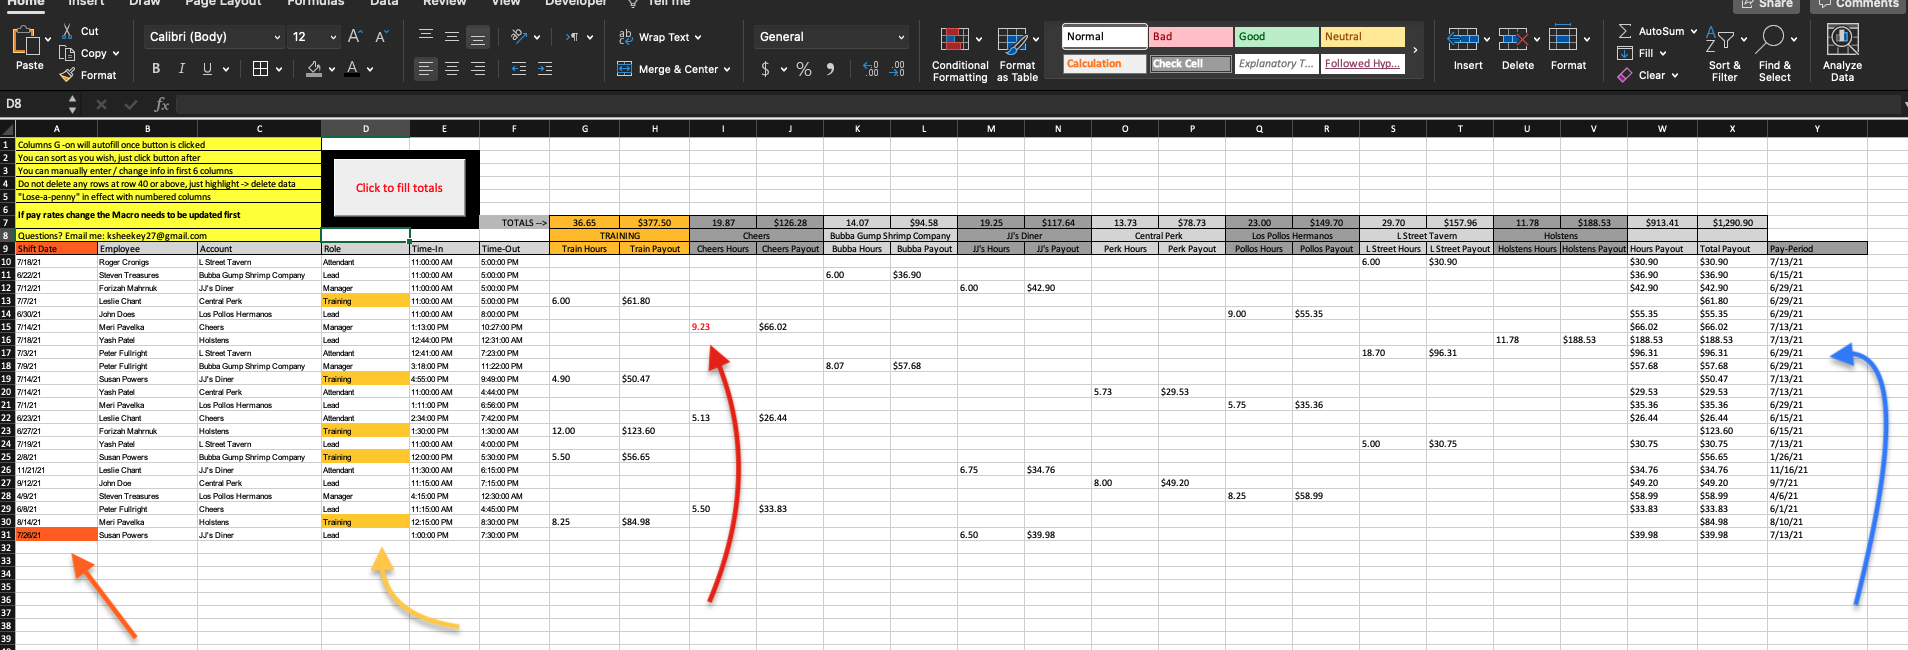 Home Insert Draw Page Layout Formulas Data Review View Developer Tell me Share Comments
Paste Cut Copy Format
Calibri (Body) 12 A A
B I U A
Wrap Text
Merge & Center
General
$ % 9
Conditional Formatting
Format as Table
Normal Bad Good Neutral
Calculation Check Cell Explanatory T... Followed Hyp...
Insert Delete Format
AutoSum
Fill
Clear
Sort & Filter
Find & Select
Analyze Data
D8 fx
A B C D E F G H I J K L M N O P Q R S T U V W X Y
1 Columns G -on will autofill once button is clicked
2 You can sort as you wish, just click button after
3 You can manually enter / change info in first 6 columns
Click to fill totals
4 Do not delete any rows at row 40 or above, just highlight -> delete data
5 "Lose-a-penny" in effect with numbered columns
6 If pay rates change the Macro needs to be updated first
7 TOTALS --> 36.65 $377.50 19.87 $126.28 14.07 $94.58 19.25 $117.64 13.73 $78.73 23.00 $149.70 29.70 $157.96 11.78 $188.53 $913.41 $1,290.90
8 Questions? Email me: ksheekey27@gmail.com TRAINING Cheers Bubba Gump Shrimp Company JJ's Diner Central Perk Los Pollos Hermanos L Street Tavern Holstens
9 Shift Date Employee Account Role Time-In Time-Out Train Hours Train Payout Cheers Hours Cheers Payout Bubba Hours Bubba Payout JJ's Hours JJ's Payout Perk Hours Perk Payout Pollos Hours Pollos Payout L Street Hours L Street Payout Holstens Hours Holstens Payout Hours Payout Total Payout Pay-Period
10 7/18/21 Roger Cronigs L Street Tavern Attendant 11:00:00 AM 5:00:00 PM 6.00 $30.90 $30.90 $30.90 7/13/21
11 6/22/21 Steven Treasures Bubba Gump Shrimp Company Lead 11:00:00 AM 5:00:00 PM 6.00 $36.90 $36.90 $36.90 6/15/21
12 7/12/21 Forizah Mahrnuk JJ's Diner Manager 11:00:00 AM 5:00:00 PM 6.00 $42.90 $42.90 $42.90 6/29/21
13 7/7/21 Leslie Chant Central Perk Training 11:00:00 AM 5:00:00 PM 6.00 $61.80 $61.80 6/29/21
14 6/30/21 John Does Los Pollos Hermanos Lead 11:00:00 AM 8:00:00 PM 9.00 $55.35 $55.35 $55.35 6/29/21
15 7/14/21 Meri Pavelka Cheers Manager 1:13:00 PM 10:27:00 PM 9.23 $66.02 $66.02 $66.02 7/13/21
16 7/18/21 Yash Patel Holstens Lead 12:44:00 PM 12:31:00 AM 11.78 $188.53 $188.53 $188.53 7/13/21
17 7/3/21 Peter Fullright L Street Tavern Attendant 12:41:00 AM 7:23:00 PM 18.70 $96.31 $96.31 $96.31 6/29/21
18 7/9/21 Peter Fullright Bubba Gump Shrimp Company Manager 3:18:00 PM 11:22:00 PM 8.07 $57.68 $57.68 $57.68 6/29/21
19 7/14/21 Susan Powers JJ's Diner Training 4:55:00 PM 9:49:00 PM 4.90 $50.47 $50.47 7/13/21
20 7/14/21 Yash Patel Central Perk Attendant 11:00:00 AM 4:44:00 PM 5.73 $29.53 $29.53 $29.53 7/13/21
21 7/1/21 Meri Pavelka Los Pollos Hermanos Lead 1:11:00 PM 6:56:00 PM 5.75 $35.36 $35.36 $35.36 6/29/21
22 6/23/21 Leslie Chant Cheers Attendant 2:34:00 PM 7:42:00 PM 5.13 $26.44 $26.44 $26.44 6/15/21
23 6/27/21 Forizah Mahrnuk Holstens Training 1:30:00 PM 1:30:00 AM 12.00 $123.60 $123.60 6/15/21
24 7/19/21 Yash Patel L Street Tavern Lead 11:00:00 AM 4:00:00 PM 5.00 $30.75 $30.75 $30.75 7/13/21
25 2/8/21 Susan Powers Bubba Gump Shrimp Company Training 12:00:00 PM 5:30:00 PM 5.50 $56.65 $56.65 1/26/21
26 11/21/21 Leslie Chant JJ's Diner Attendant 11:30:00 AM 6:15:00 PM 6.75 $34.76 $34.76 $34.76 11/16/21
27 9/12/21 John Doe Central Perk Lead 11:15:00 AM 7:15:00 PM 8.00 $49.20 $49.20 $49.20 9/7/21
28 4/9/21 Steven Treasures Los Pollos Hermanos Manager 4:15:00 PM 12:30:00 AM 8.25 $58.99 $58.99 $58.99 4/6/21
29 6/8/21 Peter Fullright Cheers Lead 11:15:00 AM 4:45:00 PM 5.50 $33.83 $33.83 $33.83 6/1/21
30 8/14/21 Meri Pavelka Holstens Training 12:15:00 PM 8:30:00 PM 8.25 $84.98 $84.98 8/10/21
31 7/26/21 Susan Powers JJ's Diner Lead 1:00:00 PM 7:30:00 PM 6.50 $39.98 $39.98 $39.98 7/13/21
32
33
34
35
36
37
38
39